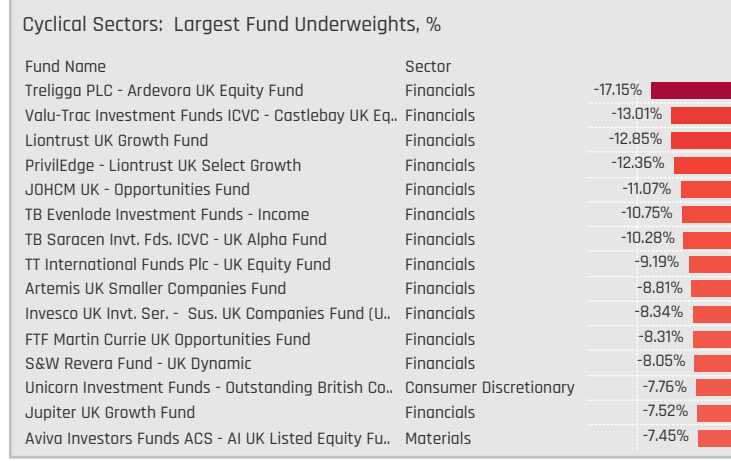 Cyclical Sectors: Largest Fund Underweights, %
Fund Name Sector
Treligga PLC - Ardevora UK Equity Fund Financials -17.15%
Valu-Trac Investment Funds ICVC - Castlebay UK Eq.. Financials -13.01%
Liontrust UK Growth Fund Financials -12.85%
PrivilEdge - Liontrust UK Select Growth Financials -12.36%
JOHCM UK - Opportunities Fund Financials -11.07%
TB Evenlode Investment Funds - Income Financials -10.75%
TB Saracen Invt. Fds. ICVC - UK Alpha Fund Financials -10.28%
TT International Funds Plc - UK Equity Fund Financials -9.19%
Artemis UK Smaller Companies Fund Financials -8.81%
Invesco UK Invt. Ser. - Sus. UK Companies Fund (U.. Financials -8.34%
FTF Martin Currie UK Opportunities Fund Financials -8.31%
S&W Revera Fund - UK Dynamic Financials -8.05%
Unicorn Investment Funds - Outstanding British Co.. Consumer Discretionary -7.76%
Jupiter UK Growth Fund Financials -7.52%
Aviva Investors Funds ACS - AI UK Listed Equity Fu.. Materials -7.45%